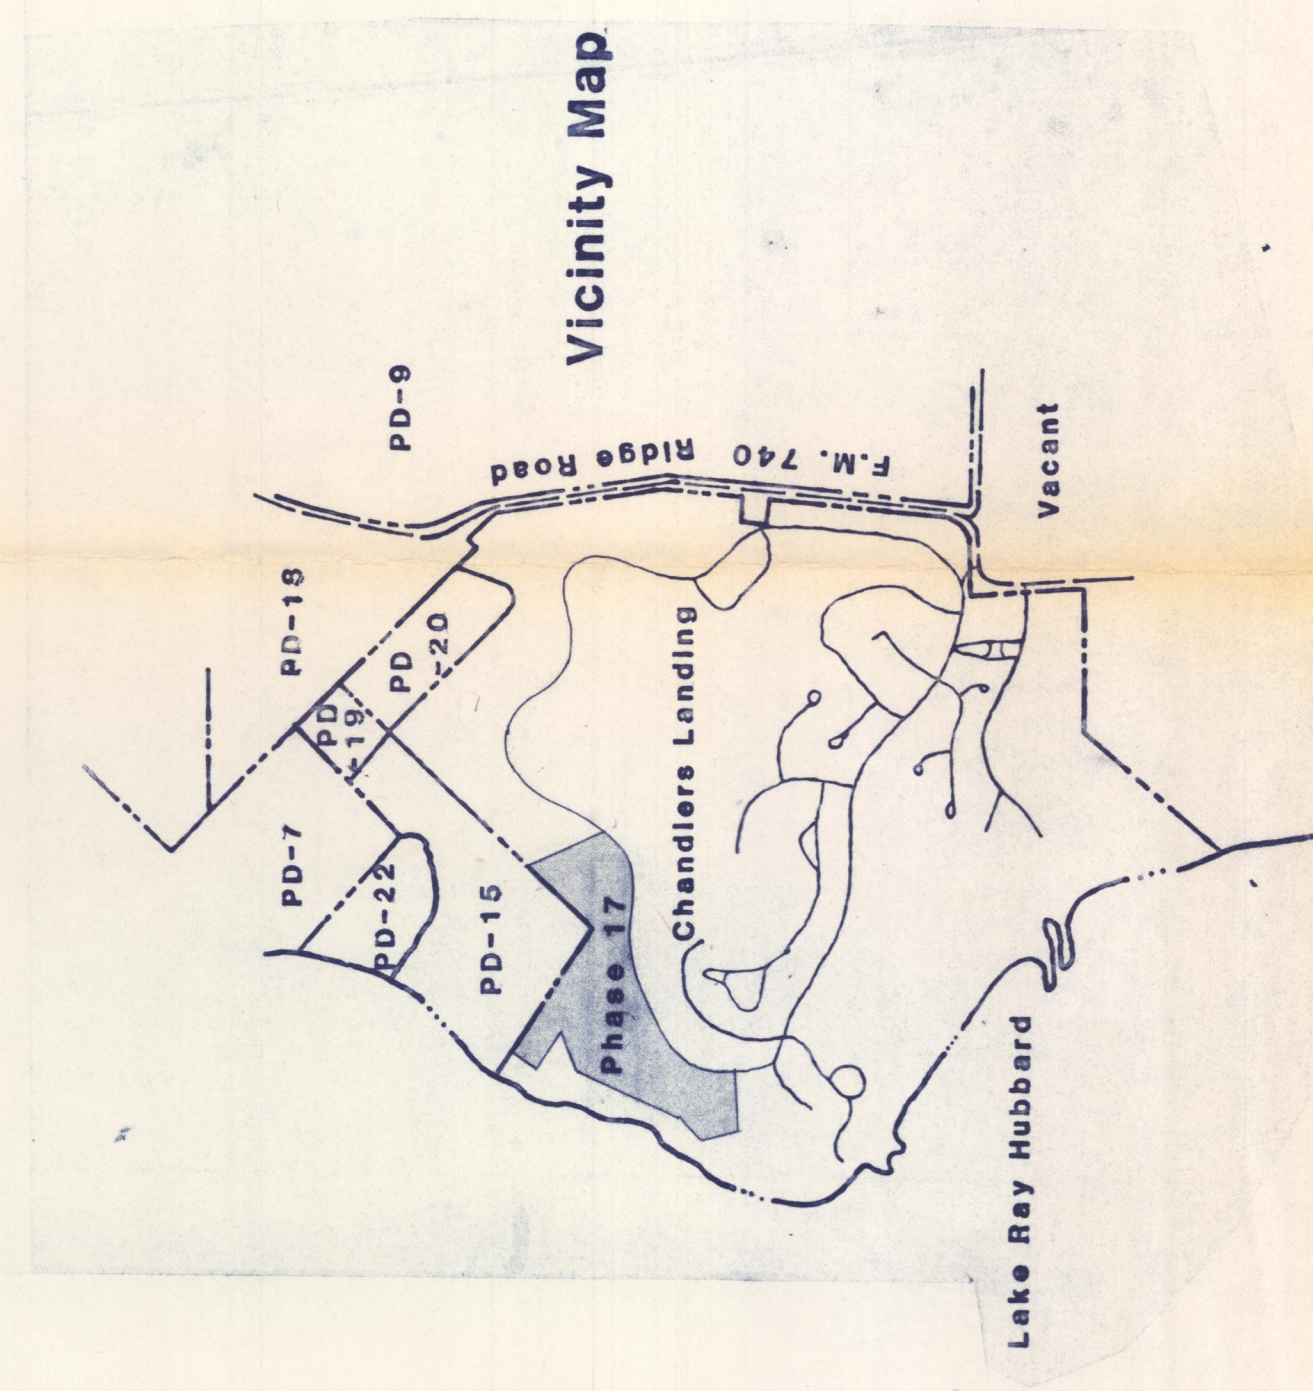 Vicinity Map
PD-9
F.M. 740 Ridge Road
Vacant
PD-18
PD
-20
PD
-19
PD-7
PD-22
PD-15
Phase 17
Chandlers Landing
Lake Ray Hubbard